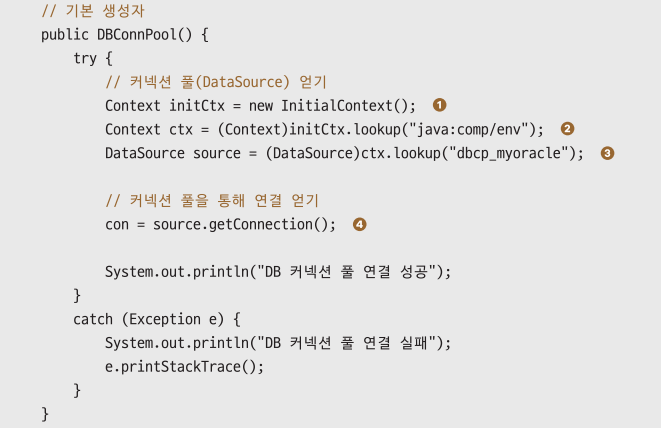 // 기본 생성자
public DBConnPool() {
try {
// 커넥션 풀(DataSource) 얻기
Context initCtx = new InitialContext(); ❶
Context ctx = (Context)initCtx.lookup("java:comp/env"); ❷
DataSource source = (DataSource)ctx.lookup("dbcp_myoracle"); ❸
// 커넥션 풀을 통해 연결 얻기
con = source.getConnection(); ❹
System.out.println("DB 커넥션 풀 연결 성공");
}
catch (Exception e) {
System.out.println("DB 커넥션 풀 연결 실패");
e.printStackTrace();
}
}